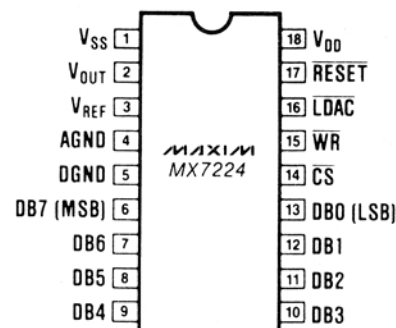 VSS 1 18 VDD
VOUT 2 17 RESET
VREF 3 16 LDAC
AGND 4 MAXIM 15 WR
DGND 5 MX7224 14 CS
DB7 (MSB) 6 13 DB0 (LSB)
DB6 7 12 DB1
DB5 8 11 DB2
DB4 9 10 DB3